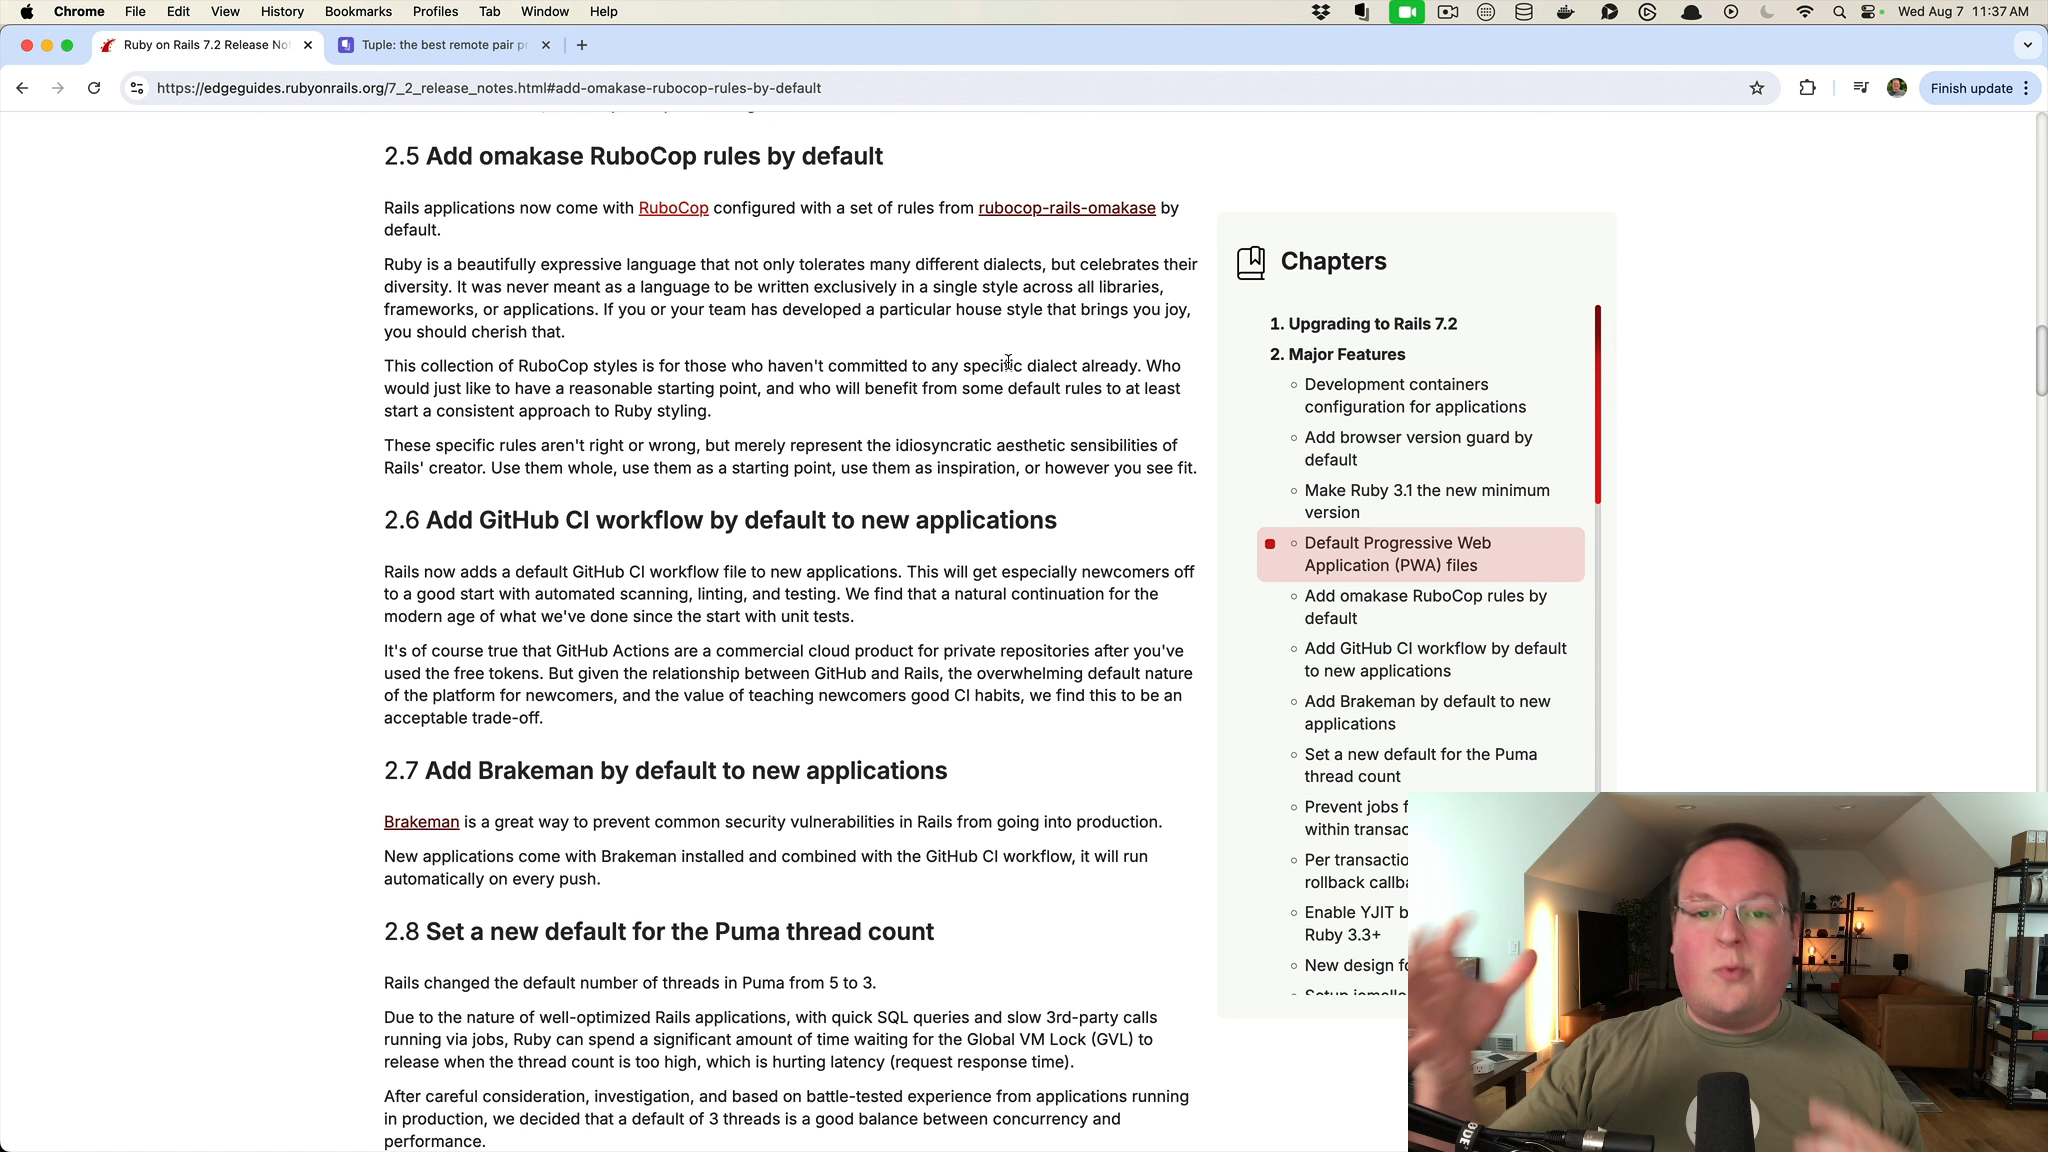 Chrome File Edit View History Bookmarks Profiles Tab Window Help Wed Aug 7 11:37 AM
Ruby on Rails 7.2 Release No Tuple: the best remote pair p
https://edgeguides.rubyonrails.org/7_2_release_notes.html#add-omakase-rubocop-rules-by-default Finish update
2.5 Add omakase RuboCop rules by default
Rails applications now come with RuboCop configured with a set of rules from rubocop-rails-omakase by
default.
Ruby is a beautifully expressive language that not only tolerates many different dialects, but celebrates their
diversity. It was never meant as a language to be written exclusively in a single style across all libraries,
frameworks, or applications. If you or your team has developed a particular house style that brings you joy,
you should cherish that.
This collection of RuboCop styles is for those who haven't committed to any specific dialect already. Who
would just like to have a reasonable starting point, and who will benefit from some default rules to at least
start a consistent approach to Ruby styling.
These specific rules aren't right or wrong, but merely represent the idiosyncratic aesthetic sensibilities of
Rails' creator. Use them whole, use them as a starting point, use them as inspiration, or however you see fit.
2.6 Add GitHub CI workflow by default to new applications
Rails now adds a default GitHub CI workflow file to new applications. This will get especially newcomers off
to a good start with automated scanning, linting, and testing. We find that a natural continuation for the
modern age of what we've done since the start with unit tests.
It's of course true that GitHub Actions are a commercial cloud product for private repositories after you've
used the free tokens. But given the relationship between GitHub and Rails, the overwhelming default nature
of the platform for newcomers, and the value of teaching newcomers good CI habits, we find this to be an
acceptable trade-off.
2.7 Add Brakeman by default to new applications
Brakeman is a great way to prevent common security vulnerabilities in Rails from going into production.
New applications come with Brakeman installed and combined with the GitHub CI workflow, it will run
automatically on every push.
2.8 Set a new default for the Puma thread count
Rails changed the default number of threads in Puma from 5 to 3.
Due to the nature of well-optimized Rails applications, with quick SQL queries and slow 3rd-party calls
running via jobs, Ruby can spend a significant amount of time waiting for the Global VM Lock (GVL) to
release when the thread count is too high, which is hurting latency (request response time).
After careful consideration, investigation, and based on battle-tested experience from applications running
in production, we decided that a default of 3 threads is a good balance between concurrency and
performance.
Chapters
1. Upgrading to Rails 7.2
2. Major Features
Development containers
configuration for applications
Add browser version guard by
default
Make Ruby 3.1 the new minimum
version
Default Progressive Web
Application (PWA) files
Add omakase RuboCop rules by
default
Add GitHub CI workflow by default
to new applications
Add Brakeman by default to new
applications
Set a new default for the Puma
thread count
Prevent jobs f
within transac
Per transactio
rollback callba
Enable YJIT b
Ruby 3.3+
New design fo